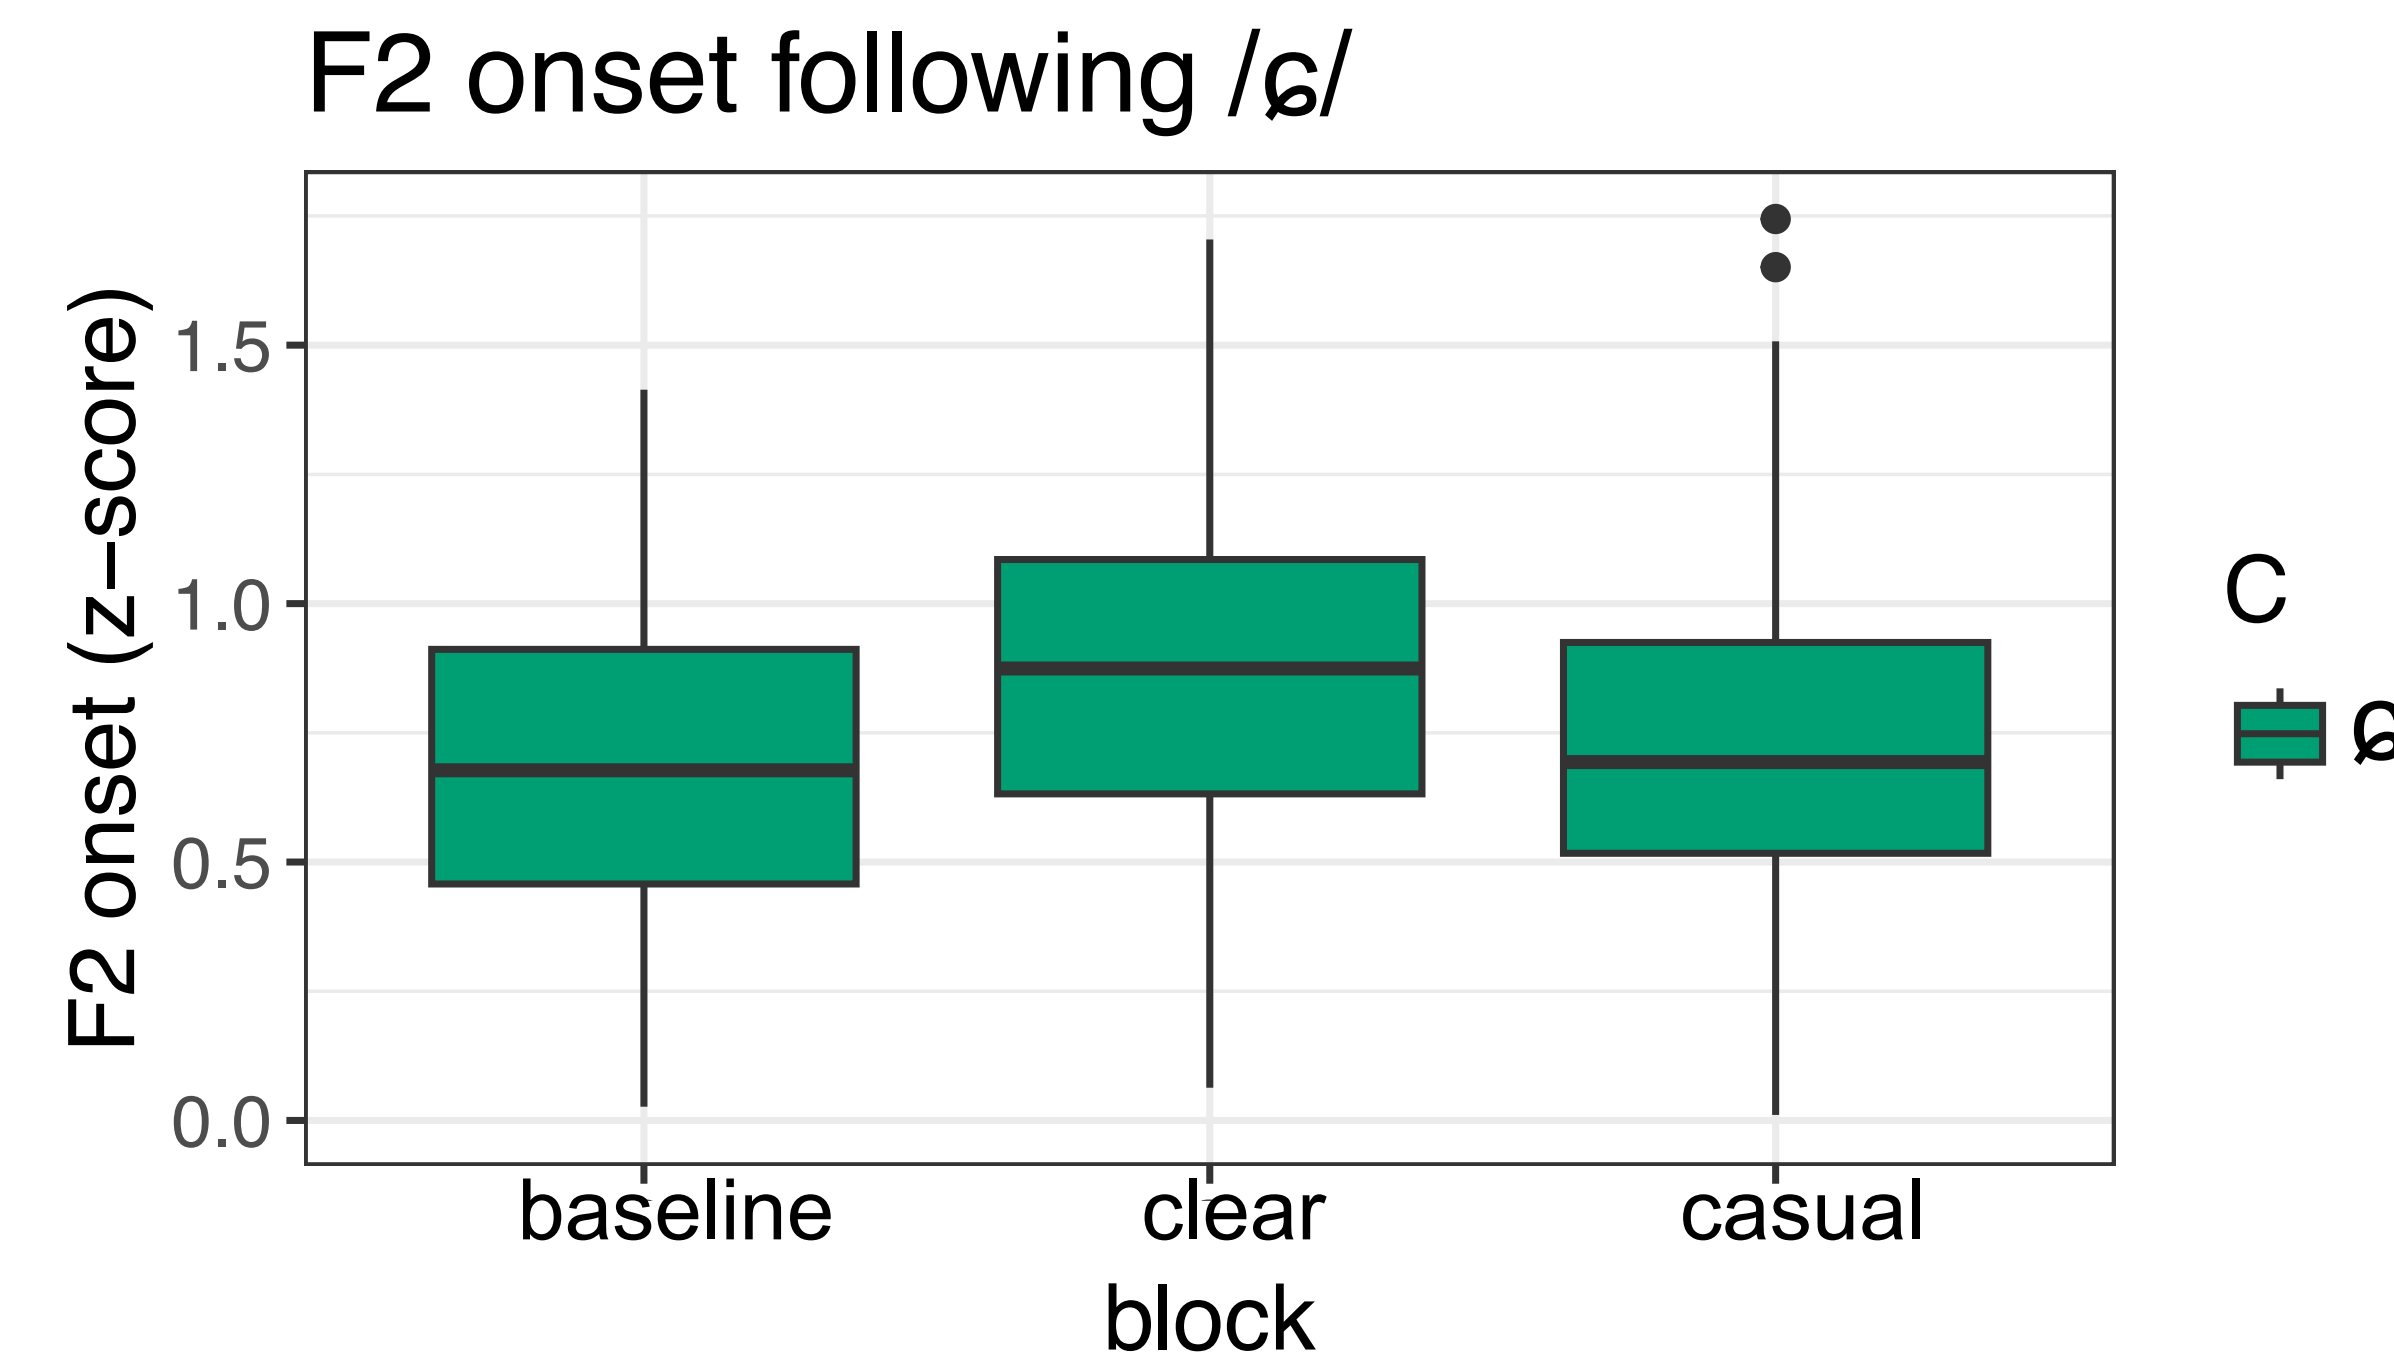 F2 onset following /ɕ/
F2 onset (z−score)
1.5
1.0
0.5
0.0
baseline clear casual
block
C
ɕ